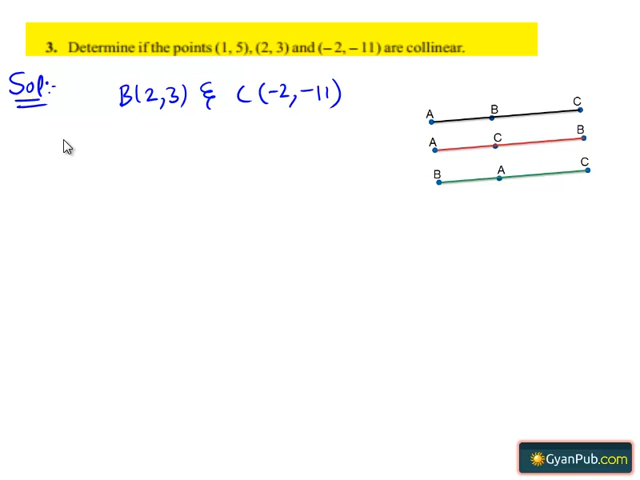 3. Determine if the points (1, 5), (2, 3) and (– 2, – 11) are collinear.
Sol:-
B(2,3) & C(-2,-11)
A B C
A C B
B A C
GyanPub.com